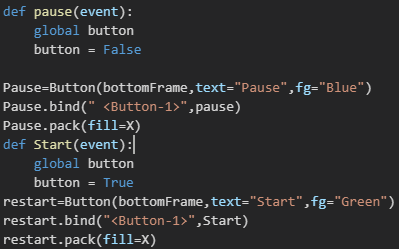 def pause(event):
    global button
    button = False

Pause=Button(bottomFrame,text="Pause",fg="Blue")
Pause.bind(" <Button-1>",pause)
Pause.pack(fill=X)
def Start(event):
    global button
    button = True
restart=Button(bottomFrame,text="Start",fg="Green")
restart.bind("<Button-1>",Start)
restart.pack(fill=X)